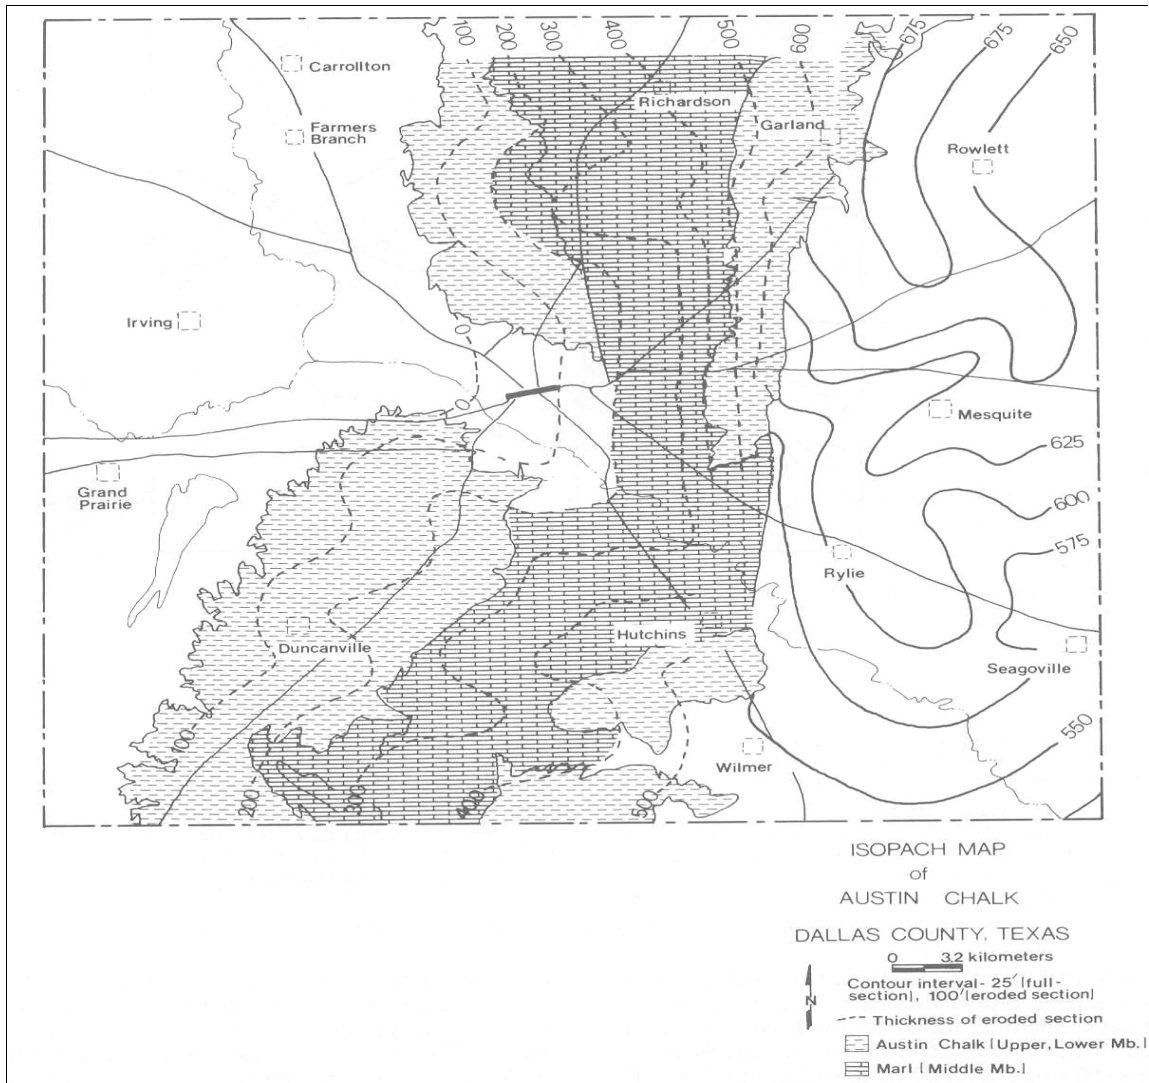 100
200
300
400
500
600
675
675
650
Carrollton
Richardson
Farmers
Branch
Garland
Rowlett
Irving
0
0
Mesquite
625
Grand
Prairie
600
575
Rylie
Hutchins
Duncanville
Seagoville
100
550
Wilmer
200
300
400
500
ISOPACH MAP
of
AUSTIN CHALK
DALLAS COUNTY, TEXAS
0 3.2 kilometers
N
Contour interval- 25' (full-
section), 100' (eroded section)
Thickness of eroded section
Austin Chalk (Upper, Lower Mb.)
Marl ( Middle Mb.)